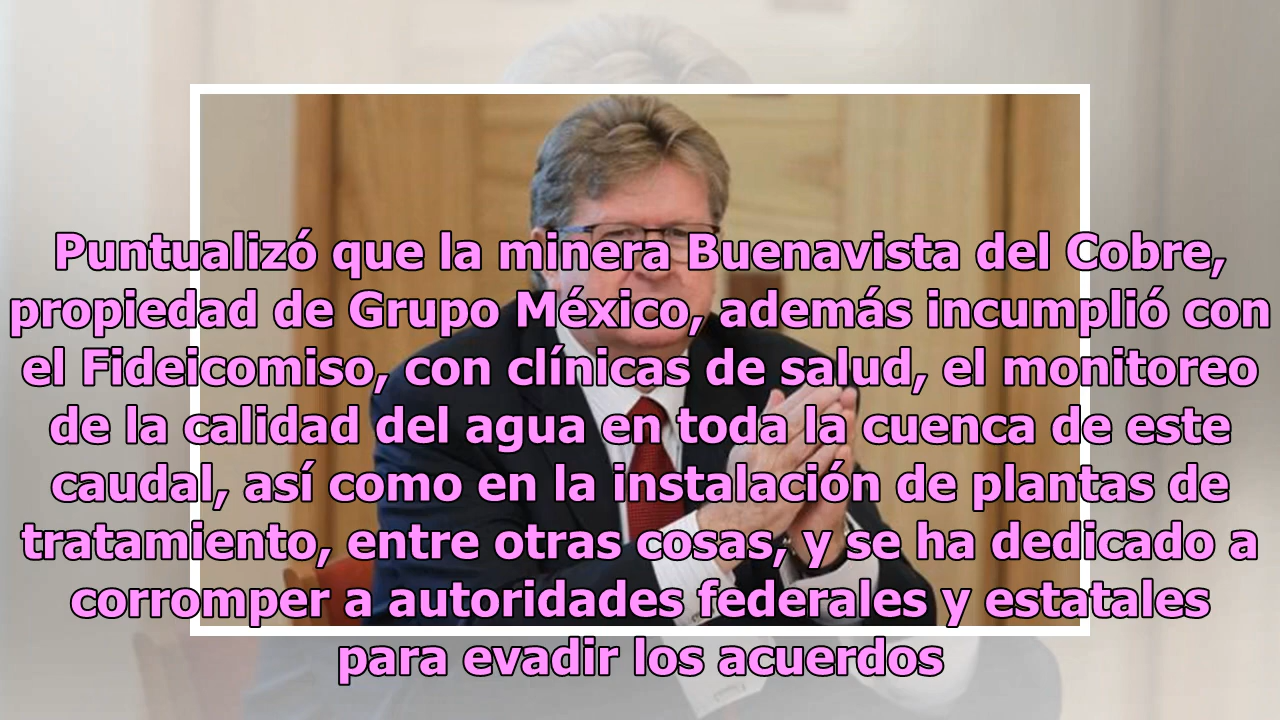 Puntualizó que la minera Buenavista del Cobre,
propiedad de Grupo México, además incumplió con
el Fideicomiso, con clínicas de salud, el monitoreo
de la calidad del agua en toda la cuenca de este
caudal, así como en la instalación de plantas de
tratamiento, entre otras cosas, y se ha dedicado a
corromper a autoridades federales y estatales
para evadir los acuerdos